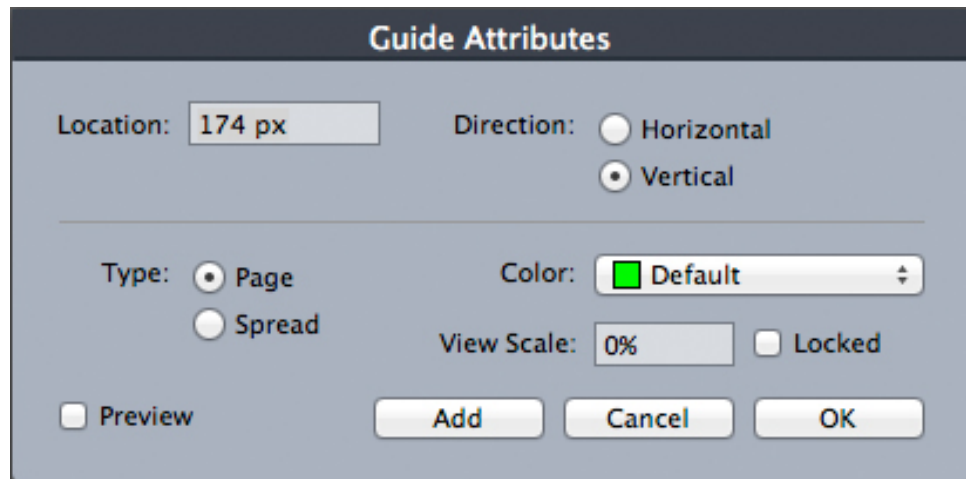 Guide Attributes
Location: 174 px Direction: Horizontal
Vertical
Type: Page Color: Default
Spread
View Scale: 0% Locked
Preview Add Cancel OK